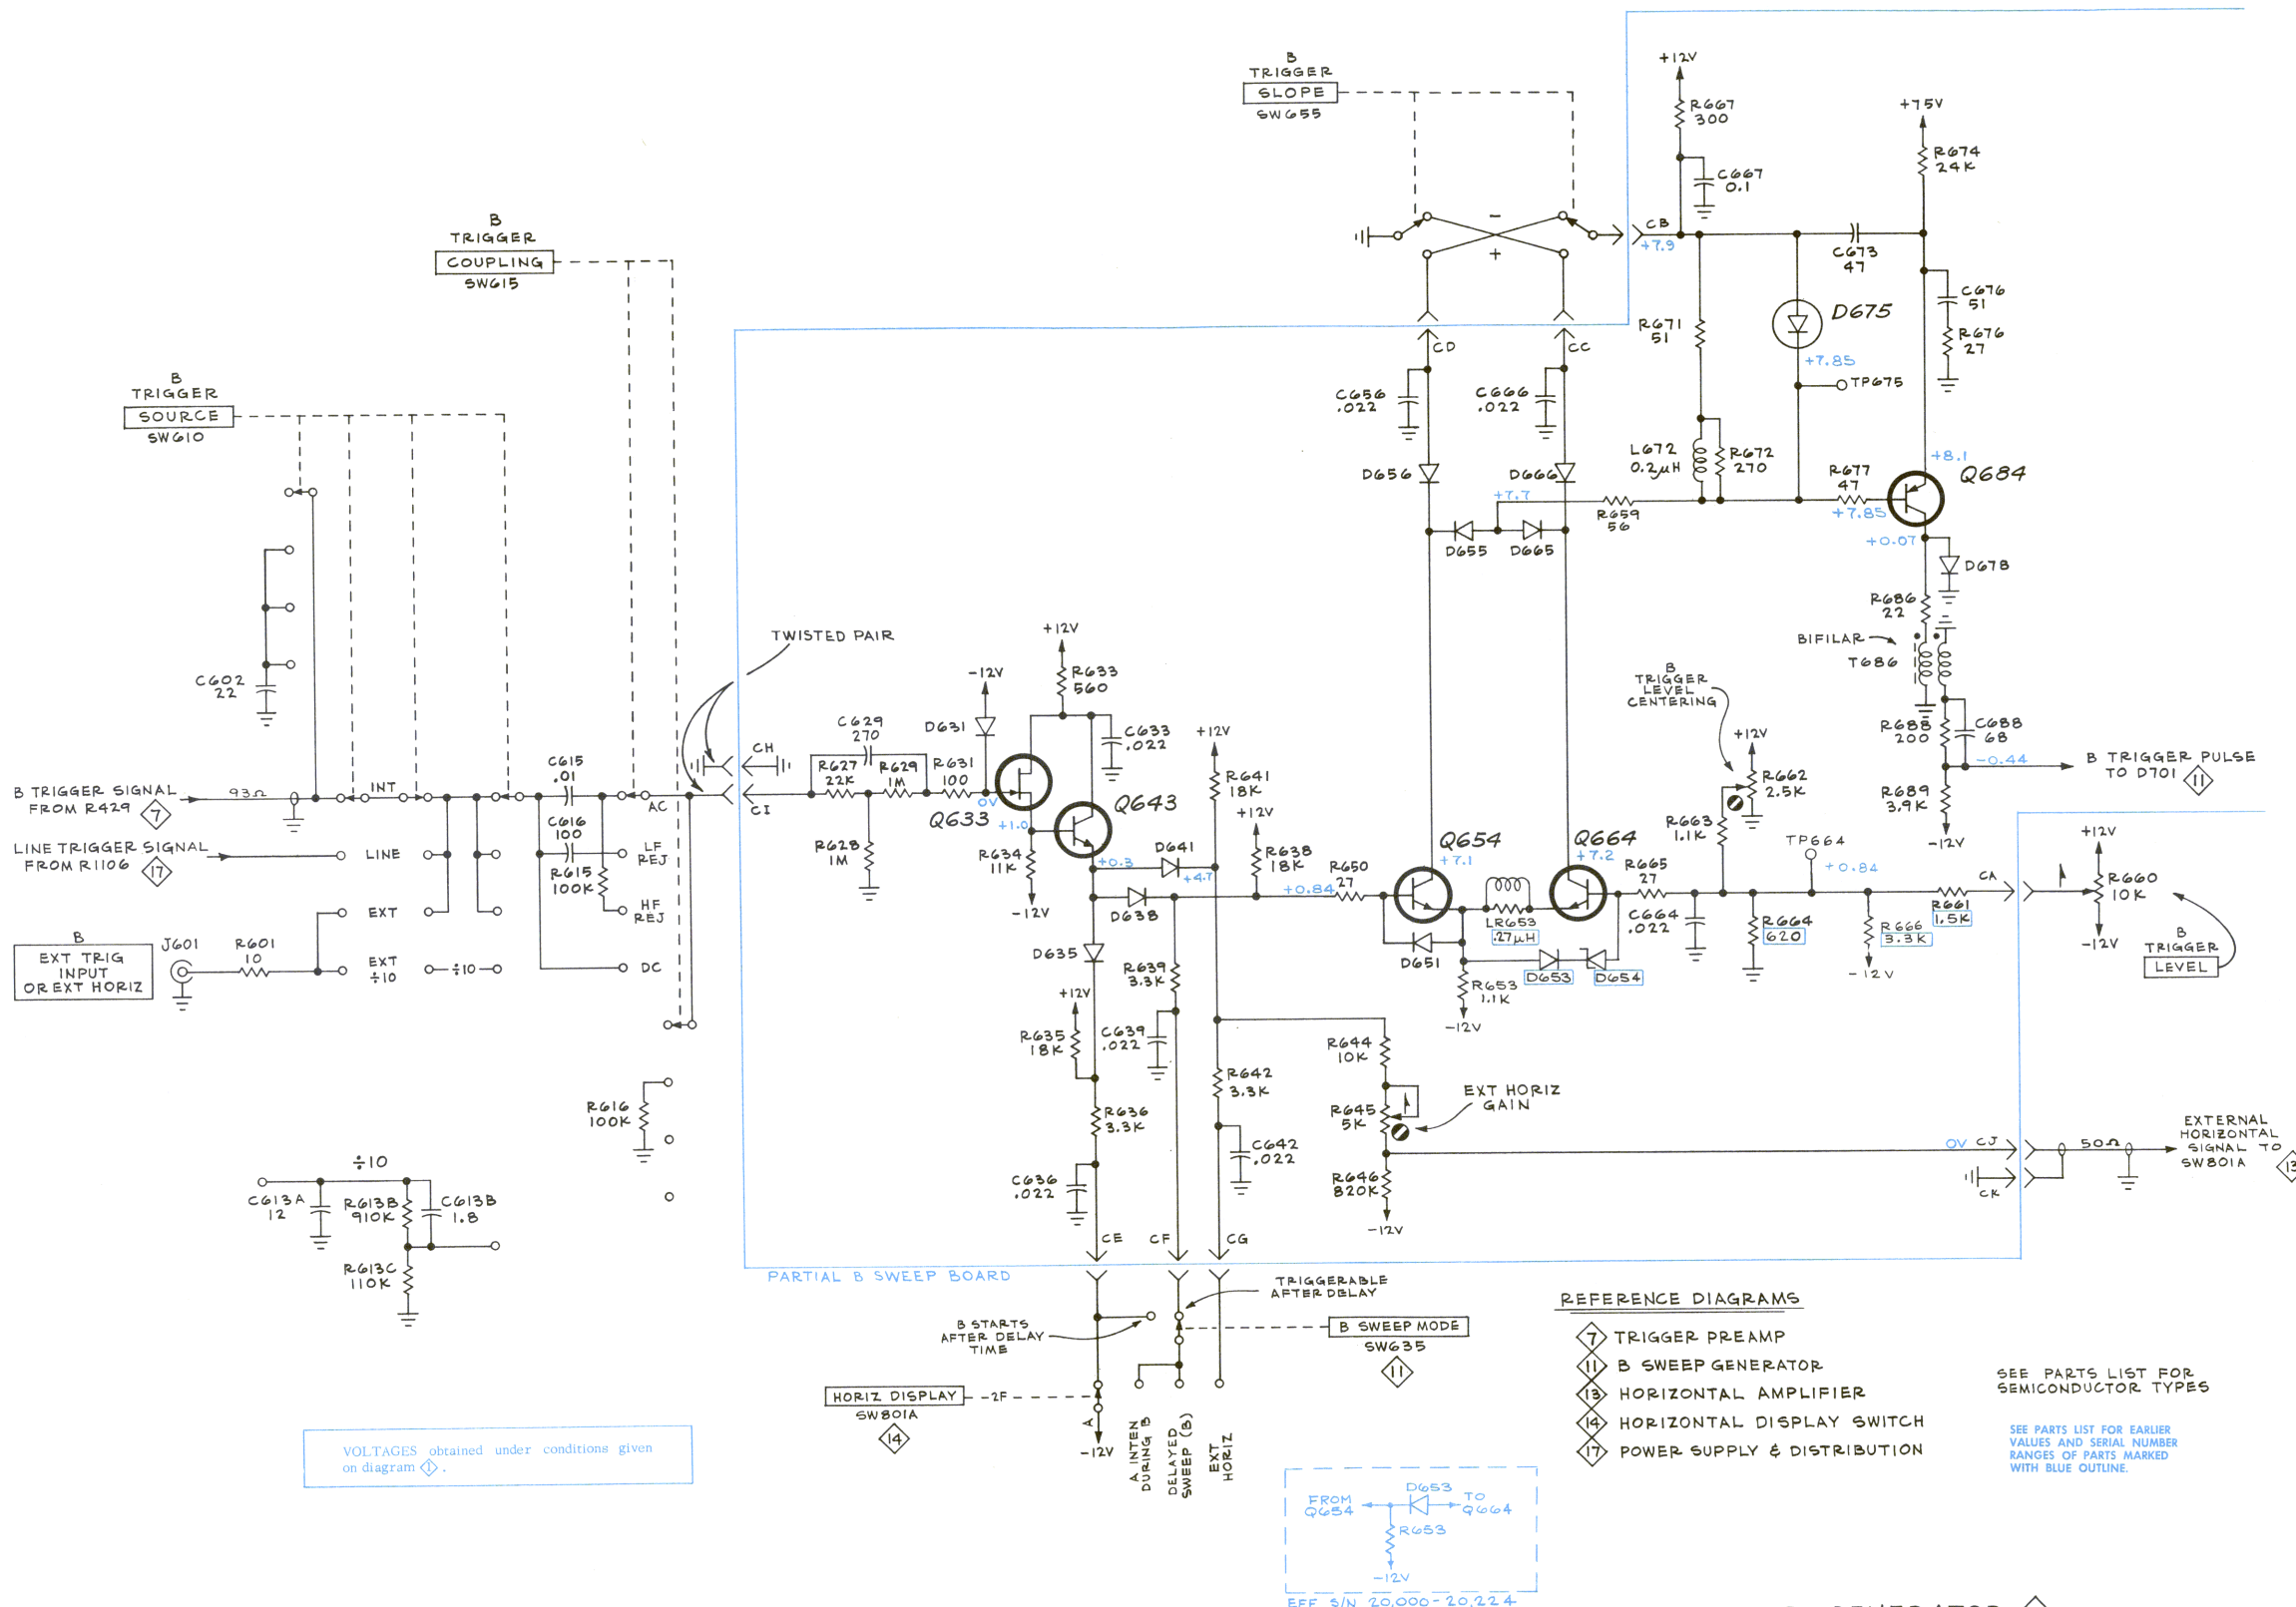 B
TRIGGER
SLOPE
SW655
+12V
R667
300
C667
0.1
+75V
R674
24K
B
TRIGGER
COUPLING
SW615
−
+
CB
+7.9
C673
47
C676
51
R676
27
R671
51
D675
+7.85
TP675
CD
CC
B
TRIGGER
SOURCE
SW610
C656
.022
C666
.022
L672
0.2µH
R672
270
D656
D666
+7.7
R659
56
R677
47
+7.85
+8.1
Q684
D655
D665
+0.07
D678
R686
22
BIFILAR
T686
TWISTED PAIR
C602
22
+12V
R633
560
-12V
D631
C633
.022
B
TRIGGER
LEVEL
CENTERING
+12V
R662
2.5K
R688
200
C688
68
-0.44
B TRIGGER PULSE
TO D701 11
R689
3.9K
-12V
C629
270
CH
R627
22K
R629
1M
R631
100
CI
R628
1M
0V
Q633
+1.0
Q643
R634
11K
-12V
+0.3
D641
+4.7
+12V
R641
18K
+12V
R638
18K
+0.84
R650
27
Q654
+7.1
Q664
+7.2
R665
27
R663
1.1K
TP664
+0.84
C615
.01
INT
AC
B TRIGGER SIGNAL
FROM R429 7
93Ω
C616
100
LF
REJ
LINE TRIGGER SIGNAL
FROM R1106 17
LINE
R615
100K
HF
REJ
EXT
B
EXT TRIG
INPUT
OR EXT HORIZ
J601
R601
10
EXT
÷10
÷10
DC
D638
D635
LR653
.27µH
D651
D653
D654
R653
1.1K
-12V
C664
.022
R664
620
R666
3.3K
-12V
R661
1.5K
CA
+12V
R660
10K
-12V
B
TRIGGER
LEVEL
R639
3.3K
+12V
R635
18K
C639
.022
R644
10K
R642
3.3K
R645
5K
EXT HORIZ
GAIN
R616
100K
R636
3.3K
C642
.022
C636
.022
R646
820K
-12V
0V CJ
50Ω
CK
EXTERNAL
HORIZONTAL
SIGNAL TO
SW801A 13
÷10
C613A
12
R613B
910K
C613B
1.8
R613C
110K
CE
CF
CG
PARTIAL B SWEEP BOARD
TRIGGERABLE
AFTER DELAY
B STARTS
AFTER DELAY
TIME
B SWEEP MODE
SW635
11
HORIZ DISPLAY
2F
SW801A
14
A
-12V
A INTEN
DURING B
DELAYED
SWEEP (B)
EXT
HORIZ
REFERENCE DIAGRAMS
7 TRIGGER PREAMP
11 B SWEEP GENERATOR
13 HORIZONTAL AMPLIFIER
14 HORIZONTAL DISPLAY SWITCH
17 POWER SUPPLY & DISTRIBUTION
SEE PARTS LIST FOR
SEMICONDUCTOR TYPES
SEE PARTS LIST FOR EARLIER
VALUES AND SERIAL NUMBER
RANGES OF PARTS MARKED
WITH BLUE OUTLINE.
VOLTAGES obtained under conditions given
on diagram 1 .
FROM
Q654
D653
TO
Q664
R653
-12V
EFF S/N 20,000-20,224